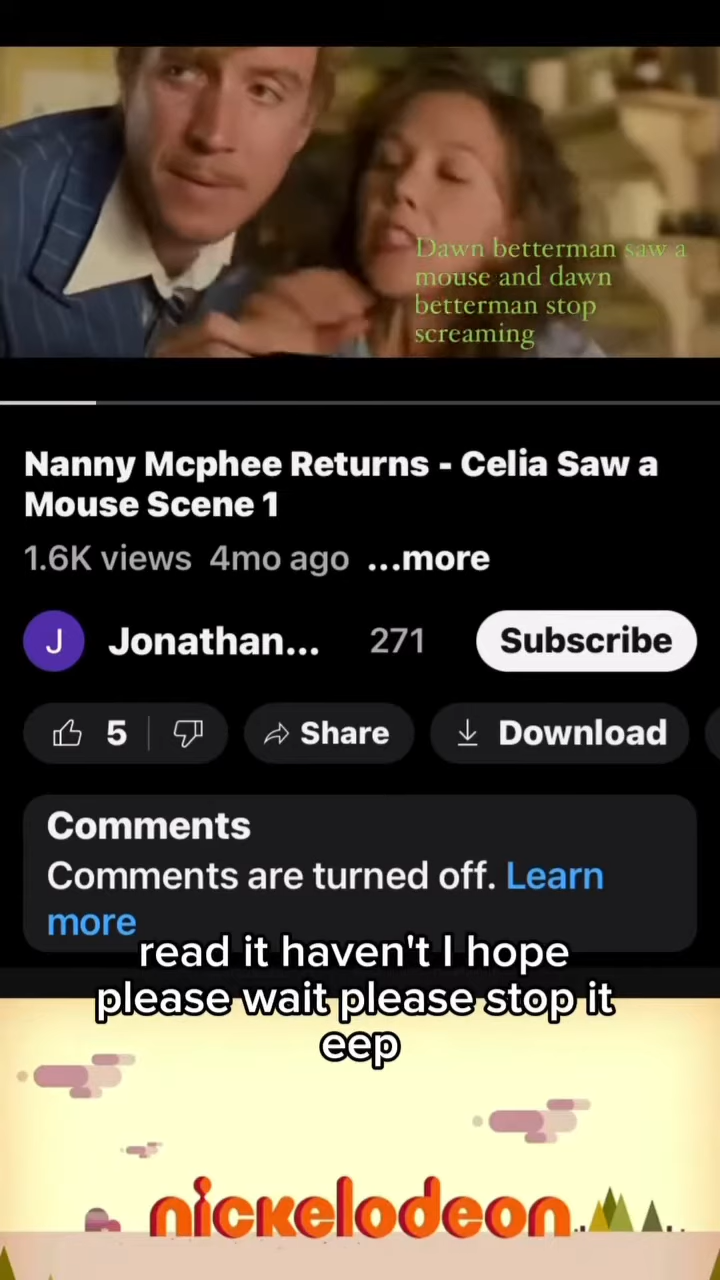 Dawn betterman saw a
mouse and dawn
betterman stop
screaming
Nanny Mcphee Returns - Celia Saw a
Mouse Scene 1
1.6K views 4mo ago ...more
J Jonathan... 271 Subscribe
5 Share Download
Comments
Comments are turned off. Learn
more
read it haven't I hope
please wait please stop it
eep
nickelodeon